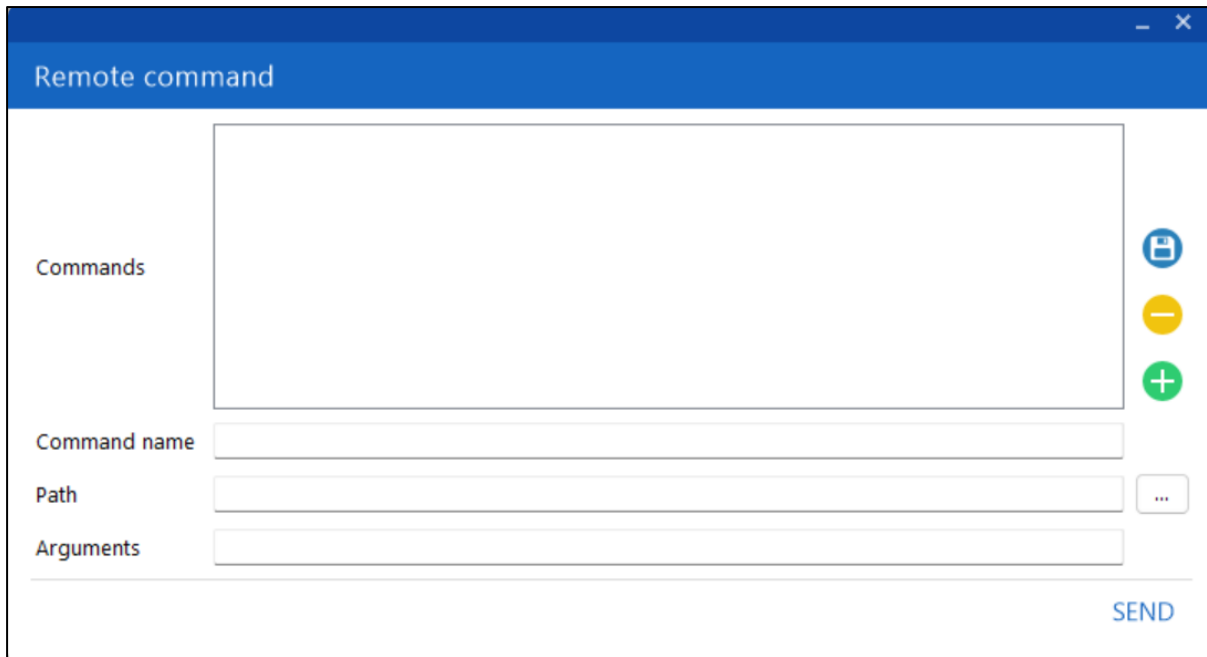 Remote command
Commands
Command name
Path
...
Arguments
SEND